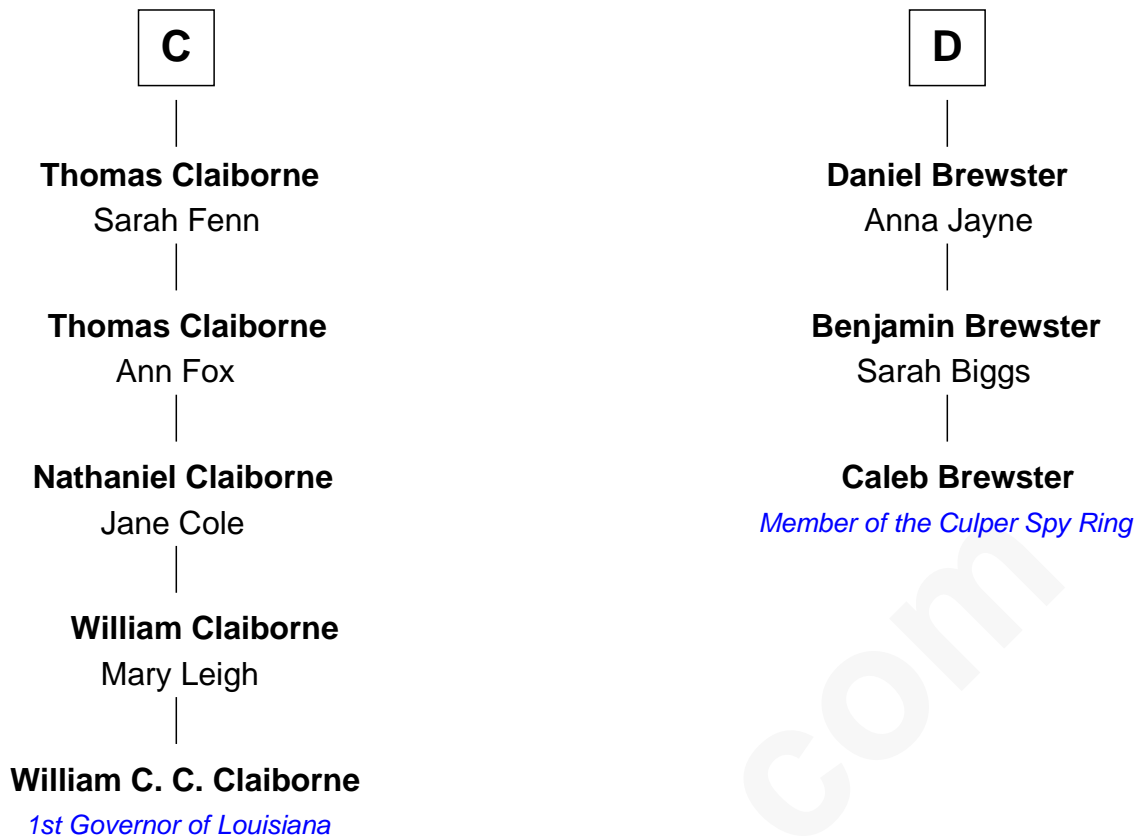 C
Thomas Claiborne
Sarah Fenn
Thomas Claiborne
Ann Fox
Nathaniel Claiborne
Jane Cole
William Claiborne
Mary Leigh
William C. C. Claiborne
1st Governor of Louisiana
D
Daniel Brewster
Anna Jayne
Benjamin Brewster
Sarah Biggs
Caleb Brewster
Member of the Culper Spy Ring
com